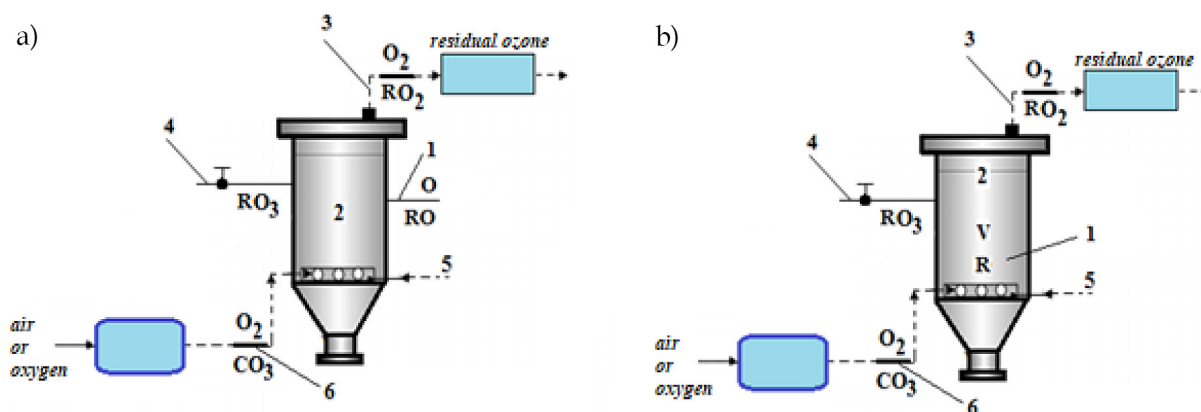 a)
3
O₂
residual ozone
RO₂
4
1
O
RO₃
RO
2
5
air
or
oxygen
O₂
CO₃
6
b)
3
O₂
residual ozone
RO₂
4
2
RO₃
V
1
R
5
air
or
oxygen
O₂
CO₃
6